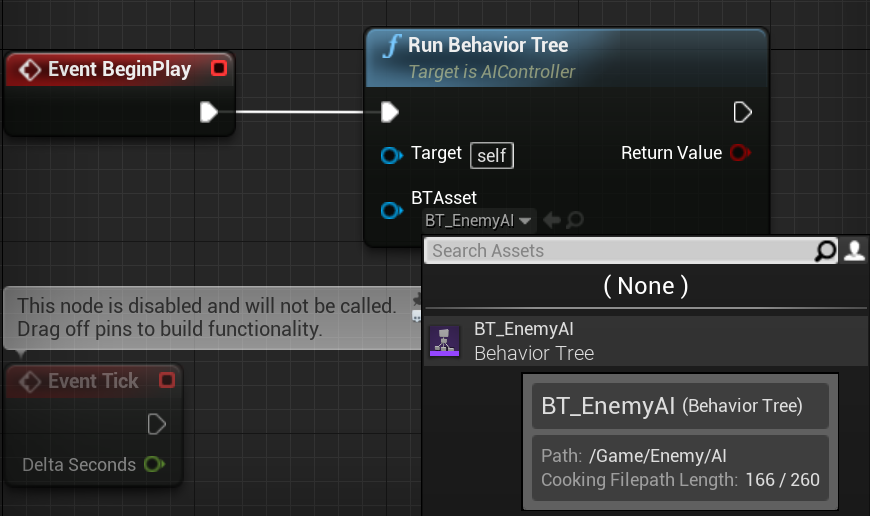 Event BeginPlay
Run Behavior Tree
Target is AIController
Target self
Return Value
BTAsset
BT_EnemyAI
Search Assets
( None )
BT_EnemyAI
Behavior Tree
BT_EnemyAI (Behavior Tree)
Path: /Game/Enemy/AI
Cooking Filepath Length: 166 / 260
This node is disabled and will not be called.
Drag off pins to build functionality.
Event Tick
Delta Seconds